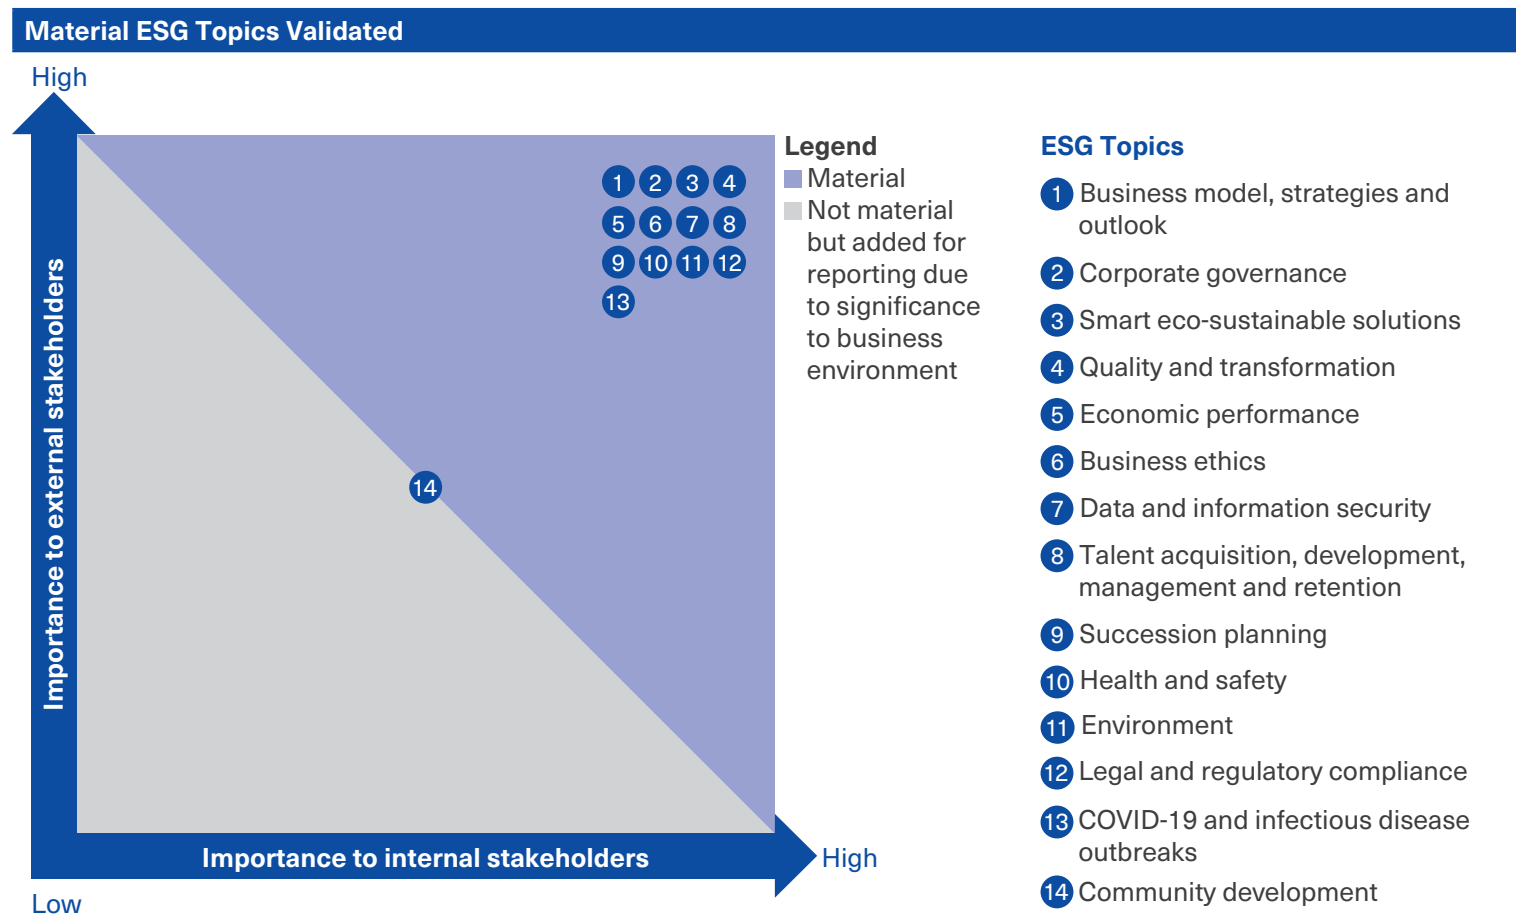 Material ESG Topics Validated
High
Importance to external stakeholders
1 2 3 4
5 6 7 8
9 10 11 12
13
14
Importance to internal stakeholders
High
Low
Legend
Material
Not material
but added for
reporting due
to significance
to business
environment
ESG Topics
1 Business model, strategies and
outlook
2 Corporate governance
3 Smart eco-sustainable solutions
4 Quality and transformation
5 Economic performance
6 Business ethics
7 Data and information security
8 Talent acquisition, development,
management and retention
9 Succession planning
10 Health and safety
11 Environment
12 Legal and regulatory compliance
13 COVID-19 and infectious disease
outbreaks
14 Community development